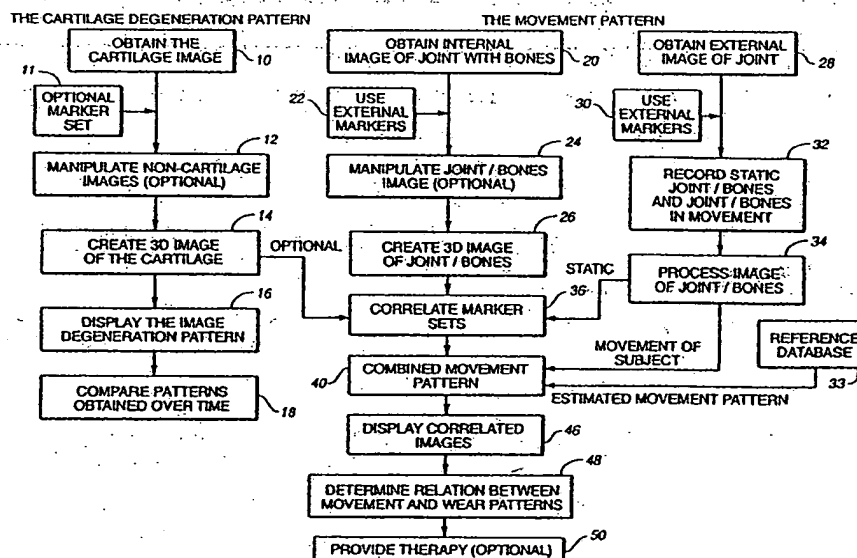 THE CARTILAGE DEGENERATION PATTERN
OBTAIN THE
CARTILAGE IMAGE
10
11
OPTIONAL
MARKER
SET
12
MANIPULATE NON-CARTILAGE
IMAGES (OPTIONAL)
14
CREATE 3D IMAGE
OF THE CARTILAGE
OPTIONAL
16
DISPLAY THE IMAGE
DEGENERATION PATTERN
COMPARE PATTERNS
OBTAINED OVER TIME
18
THE MOVEMENT PATTERN
OBTAIN INTERNAL
IMAGE OF JOINT WITH BONES
20
22
USE
EXTERNAL
MARKERS
24
MANIPULATE JOINT / BONES
IMAGE (OPTIONAL)
26
CREATE 3D IMAGE
OF JOINT / BONES
OBTAIN EXTERNAL
IMAGE OF JOINT
28
30
USE
EXTERNAL
MARKERS
32
RECORD STATIC
JOINT / BONES
AND JOINT / BONES
IN MOVEMENT
34
PROCESS IMAGE
OF JOINT / BONES
STATIC
36
CORRELATE MARKER
SETS
MOVEMENT OF
SUBJECT
REFERENCE
DATABASE
33
40
COMBINED MOVEMENT
PATTERN
ESTIMATED MOVEMENT PATTERN
DISPLAY CORRELATED
IMAGES
46
48
DETERMINE RELATION BETWEEN
MOVEMENT AND WEAR PATTERNS
PROVIDE THERAPY (OPTIONAL)
50